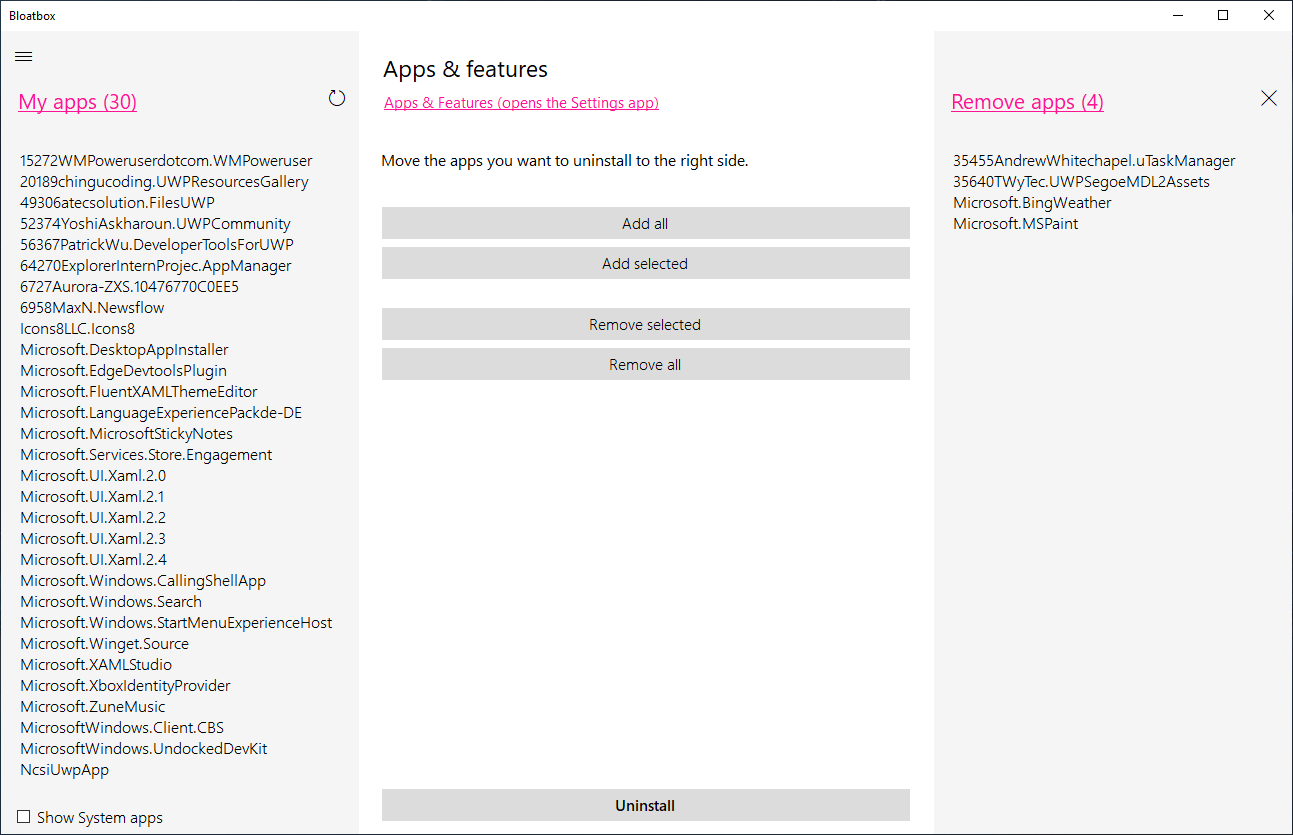 Bloatbox
My apps (30)
15272WMPoweruserdotcom.WMPoweruser
20189chingucoding.UWPResourcesGallery
49306atecsolution.FilesUWP
52374YoshiAskharoun.UWPCommunity
56367PatrickWu.DeveloperToolsForUWP
64270ExplorerInternProjec.AppManager
6727Aurora-ZXS.10476770C0EE5
6958MaxN.Newsflow
Icons8LLC.Icons8
Microsoft.DesktopAppInstaller
Microsoft.EdgeDevtoolsPlugin
Microsoft.FluentXAMLThemeEditor
Microsoft.LanguageExperiencePackde-DE
Microsoft.MicrosoftStickyNotes
Microsoft.Services.Store.Engagement
Microsoft.UI.Xaml.2.0
Microsoft.UI.Xaml.2.1
Microsoft.UI.Xaml.2.2
Microsoft.UI.Xaml.2.3
Microsoft.UI.Xaml.2.4
Microsoft.Windows.CallingShellApp
Microsoft.Windows.Search
Microsoft.Windows.StartMenuExperienceHost
Microsoft.Winget.Source
Microsoft.XAMLStudio
Microsoft.XboxIdentityProvider
Microsoft.ZuneMusic
MicrosoftWindows.Client.CBS
MicrosoftWindows.UndockedDevKit
NcsiUwpApp
Show System apps
Apps & features
Apps & Features (opens the Settings app)
Move the apps you want to uninstall to the right side.
Add all
Add selected
Remove selected
Remove all
Uninstall
Remove apps (4)
35455AndrewWhitechapel.uTaskManager
35640TWyTec.UWPSegoeMDL2Assets
Microsoft.BingWeather
Microsoft.MSPaint